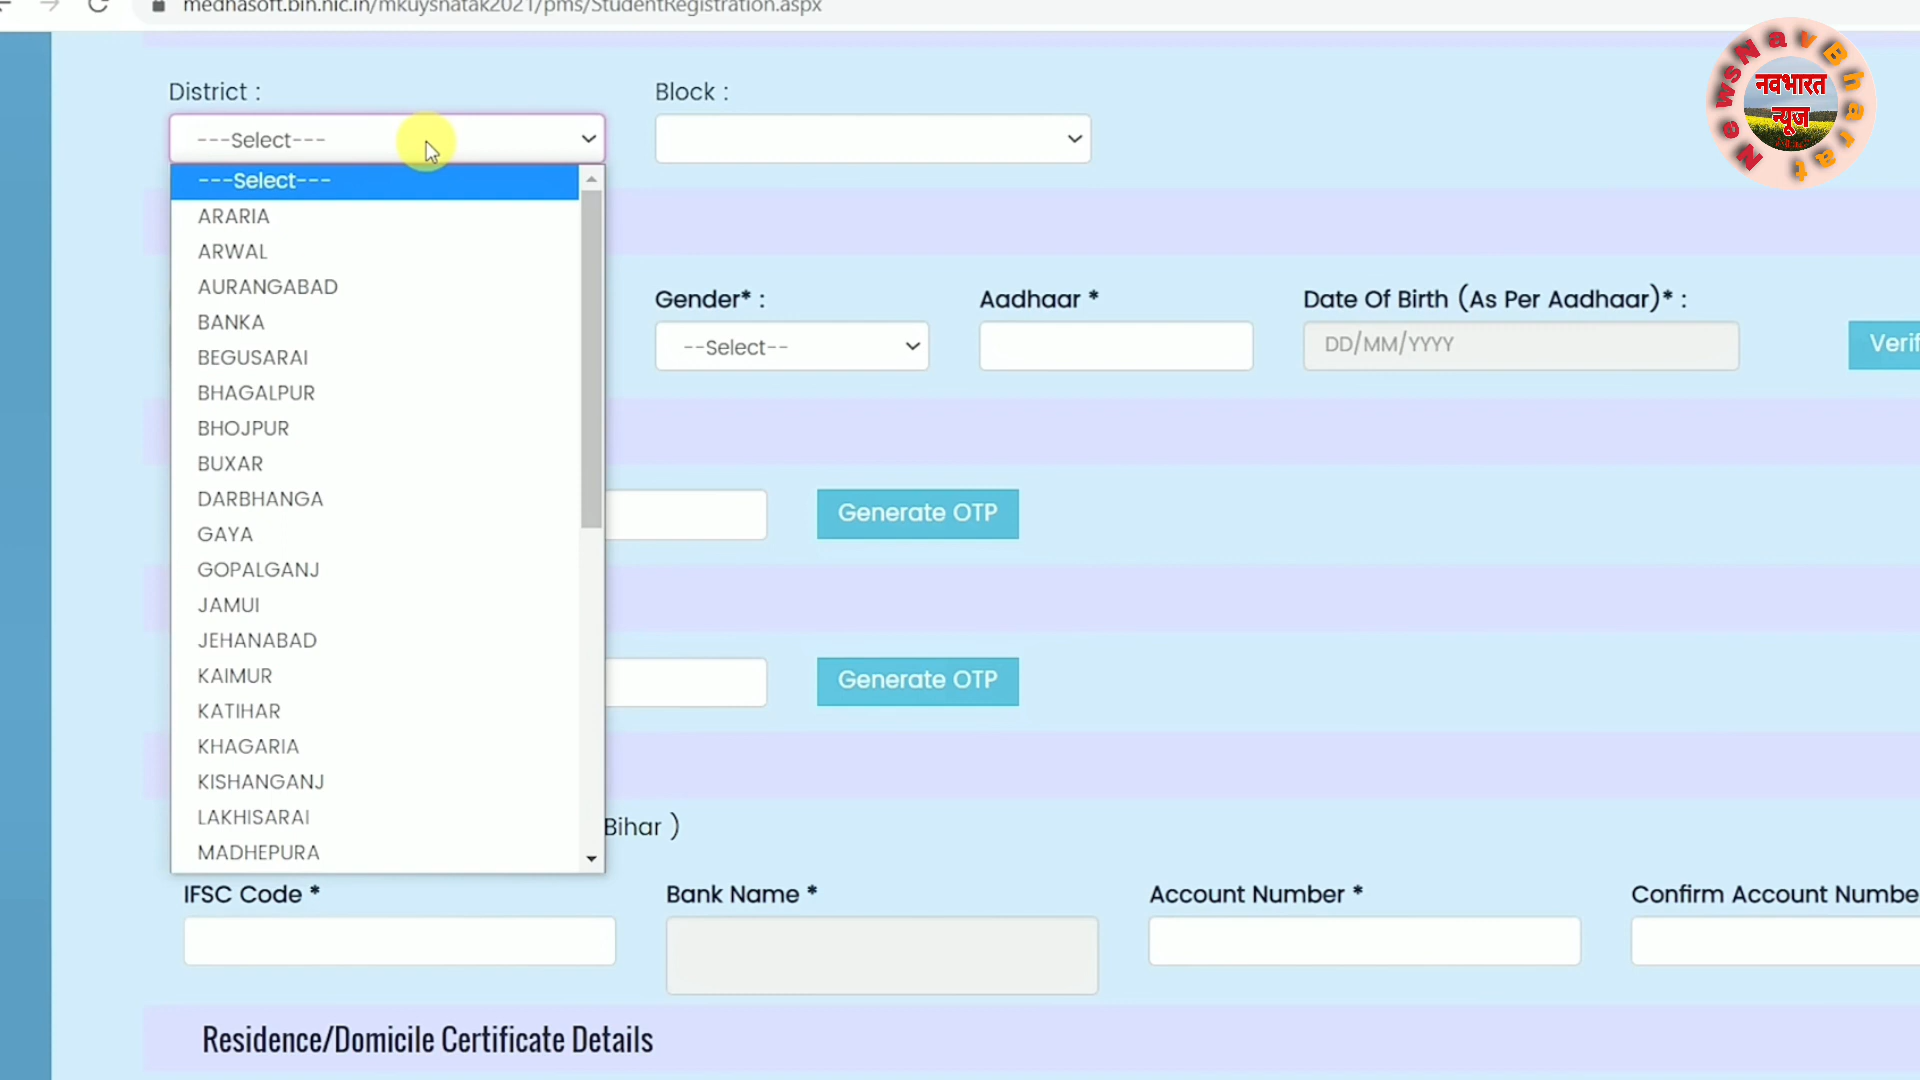 medhasoft.bih.nic.in/mkuysnatak2021/pms/StudentRegistration.aspx
NewsNavBharat
नवभारत
न्यूज
District :
Block :
---Select---
---Select---
ARARIA
ARWAL
AURANGABAD
BANKA
BEGUSARAI
BHAGALPUR
BHOJPUR
BUXAR
DARBHANGA
GAYA
GOPALGANJ
JAMUI
JEHANABAD
KAIMUR
KATIHAR
KHAGARIA
KISHANGANJ
LAKHISARAI
MADHEPURA
Gender* :
Aadhaar *
Date Of Birth (As Per Aadhaar)* :
--Select--
DD/MM/YYYY
Verif
Generate OTP
Generate OTP
Bihar )
IFSC Code *
Bank Name *
Account Number *
Confirm Account Numbe
Residence/Domicile Certificate Details